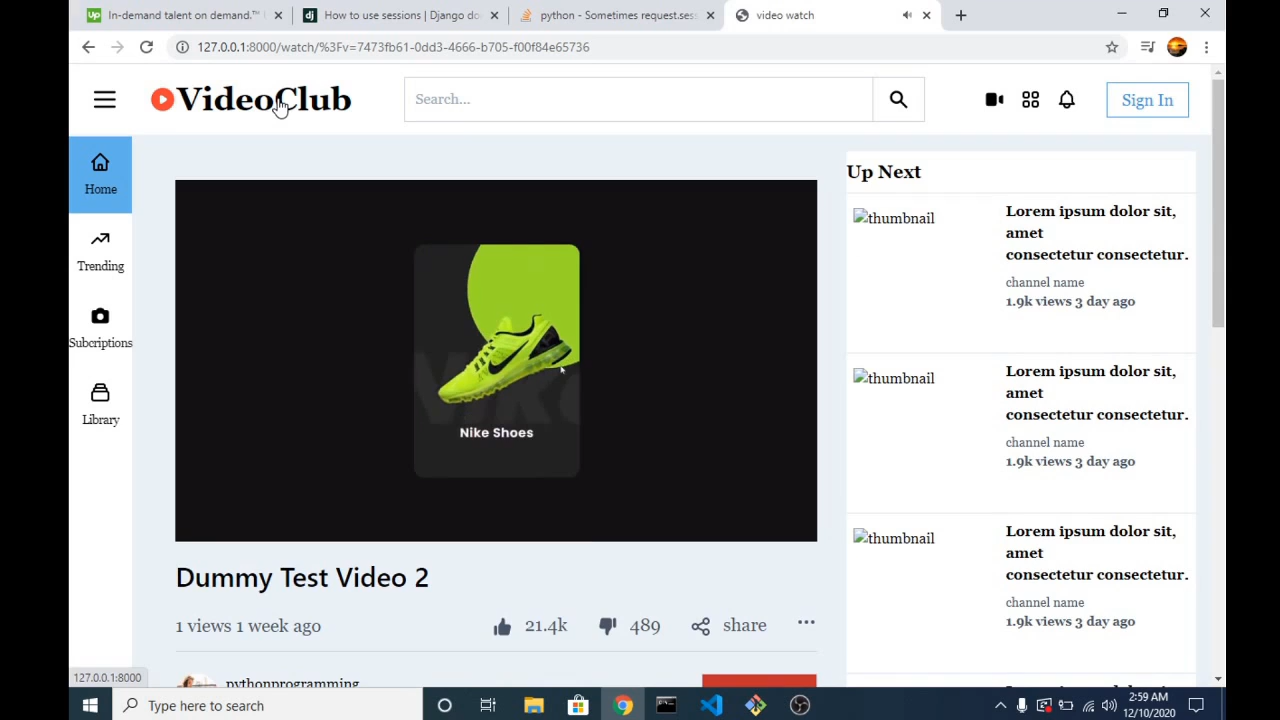 In-demand talent on demand.™
How to use sessions | Django do
python - Sometimes request.ses
video watch
127.0.0.1:8000/watch/%3Fv=7473fb61-0dd3-4666-b705-f00f84e65736
VideoClub
Search...
Sign In
Home
Trending
Subcriptions
Library
Nike Shoes
Dummy Test Video 2
1 views 1 week ago
21.4k
489
share
pythonprogramming
Up Next
thumbnail
Lorem ipsum dolor sit,
amet
consectetur consectetur.
channel name
1.9k views 3 day ago
thumbnail
Lorem ipsum dolor sit,
amet
consectetur consectetur.
channel name
1.9k views 3 day ago
thumbnail
Lorem ipsum dolor sit,
amet
consectetur consectetur.
channel name
1.9k views 3 day ago
127.0.0.1:8000
Type here to search
2:59 AM
12/10/2020